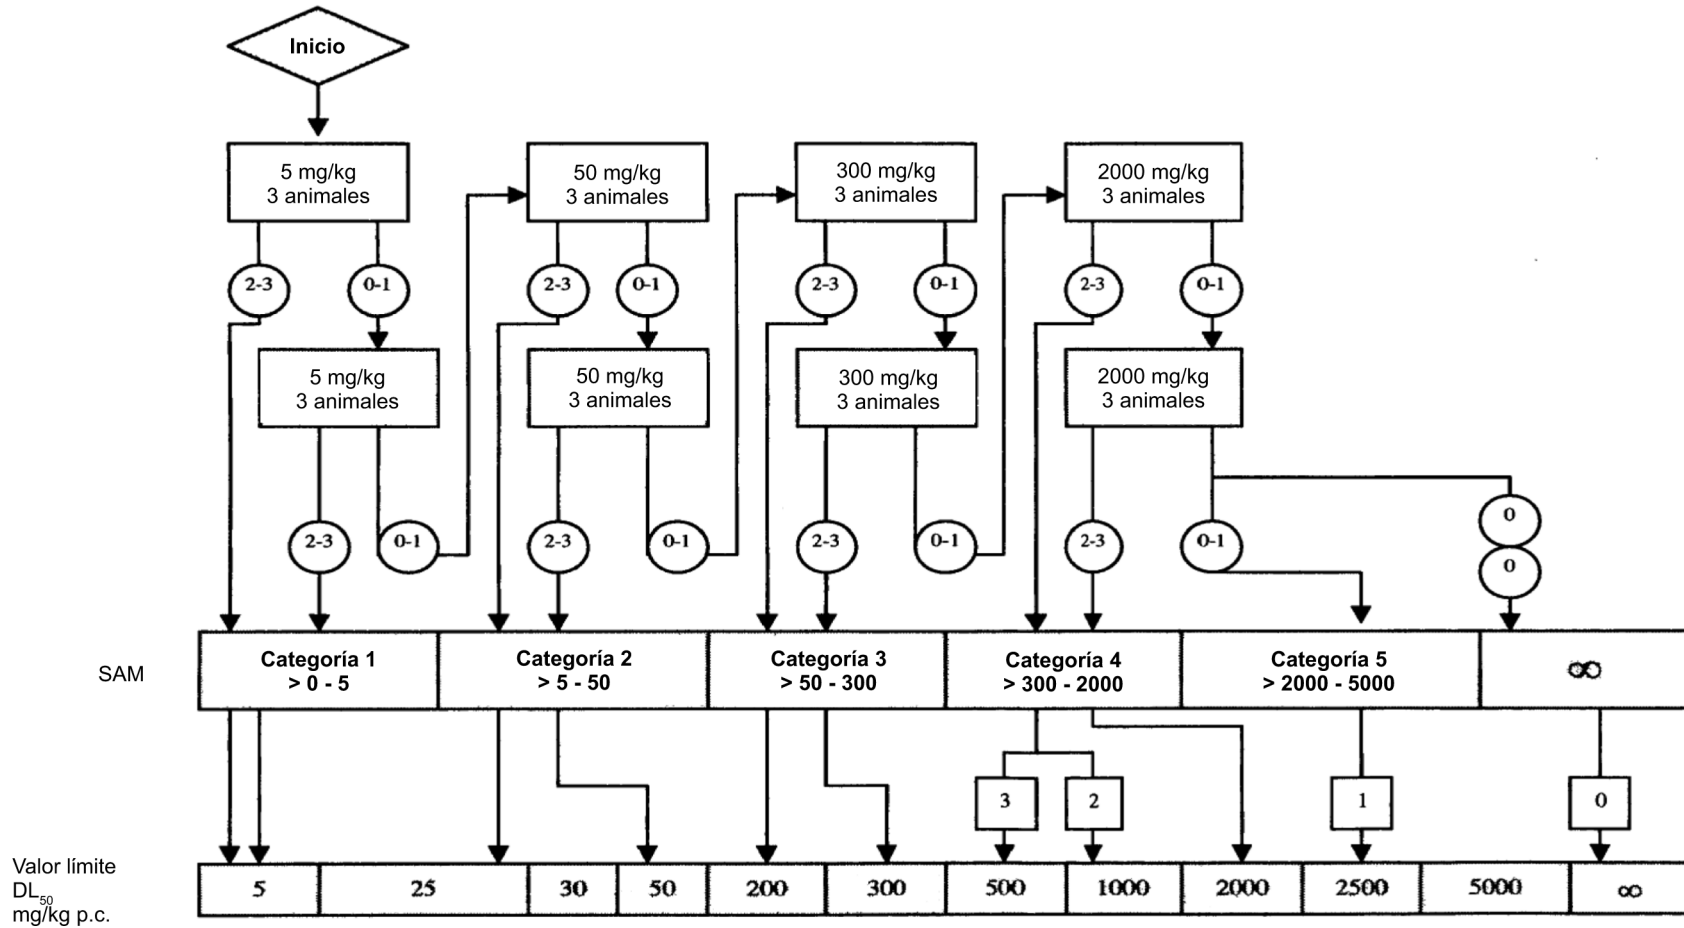 Inicio
5 mg/kg
3 animales
50 mg/kg
3 animales
300 mg/kg
3 animales
2000 mg/kg
3 animales
2-3
0-1
2-3
0-1
2-3
0-1
2-3
0-1
5 mg/kg
3 animales
50 mg/kg
3 animales
300 mg/kg
3 animales
2000 mg/kg
3 animales
2-3
0-1
2-3
0-1
2-3
0-1
2-3
0-1
0
0
SAM
Categoría 1
> 0 - 5
Categoría 2
> 5 - 50
Categoría 3
> 50 - 300
Categoría 4
> 300 - 2000
Categoría 5
> 2000 - 5000
∞
3
2
1
0
Valor límite
DL50
mg/kg p.c.
5
25
30
50
200
300
500
1000
2000
2500
5000
∞